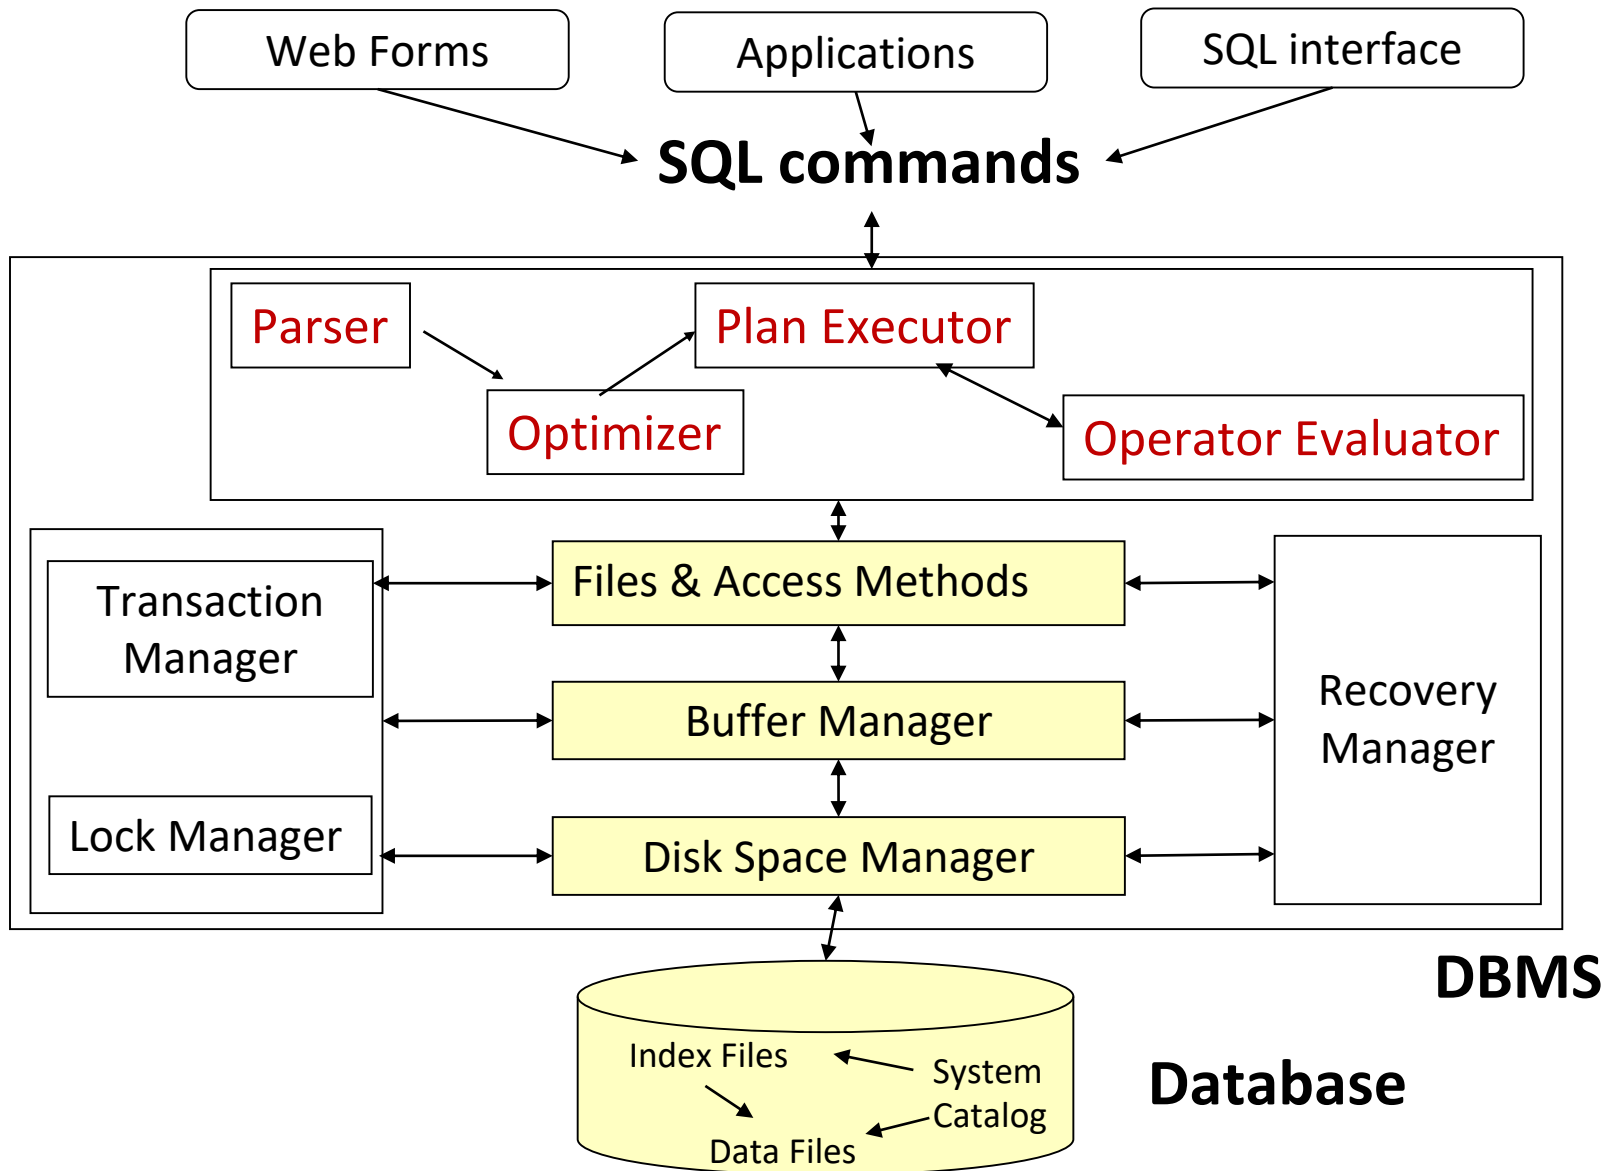 Web Forms
Applications
SQL interface
SQL commands
Parser
Plan Executor
Optimizer
Operator Evaluator
Transaction
Manager
Files & Access Methods
Recovery
Manager
Buffer Manager
Lock Manager
Disk Space Manager
DBMS
Index Files
System
Catalog
Data Files
Database